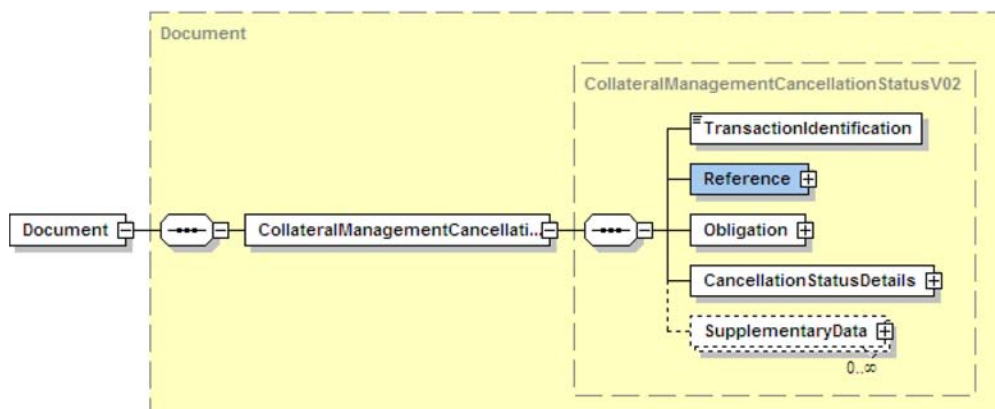 Document
CollateralManagementCancellationStatusV02
TransactionIdentification
Reference
Document
CollateralManagementCancellati...
Obligation
CancellationStatusDetails
SupplementaryData
0..∞